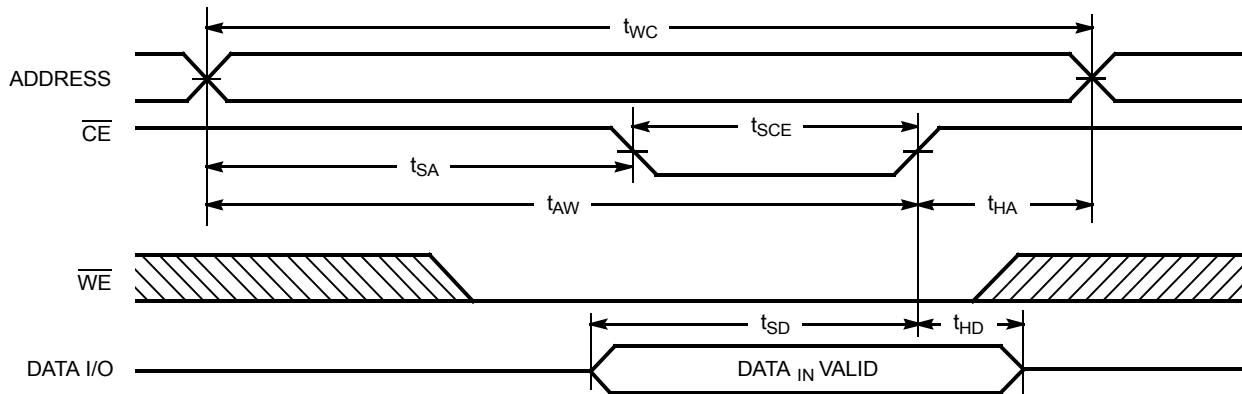 tWC
ADDRESS
CE
tSCE
tSA
tAW
tHA
WE
tSD
tHD
DATA I/O
DATA IN VALID